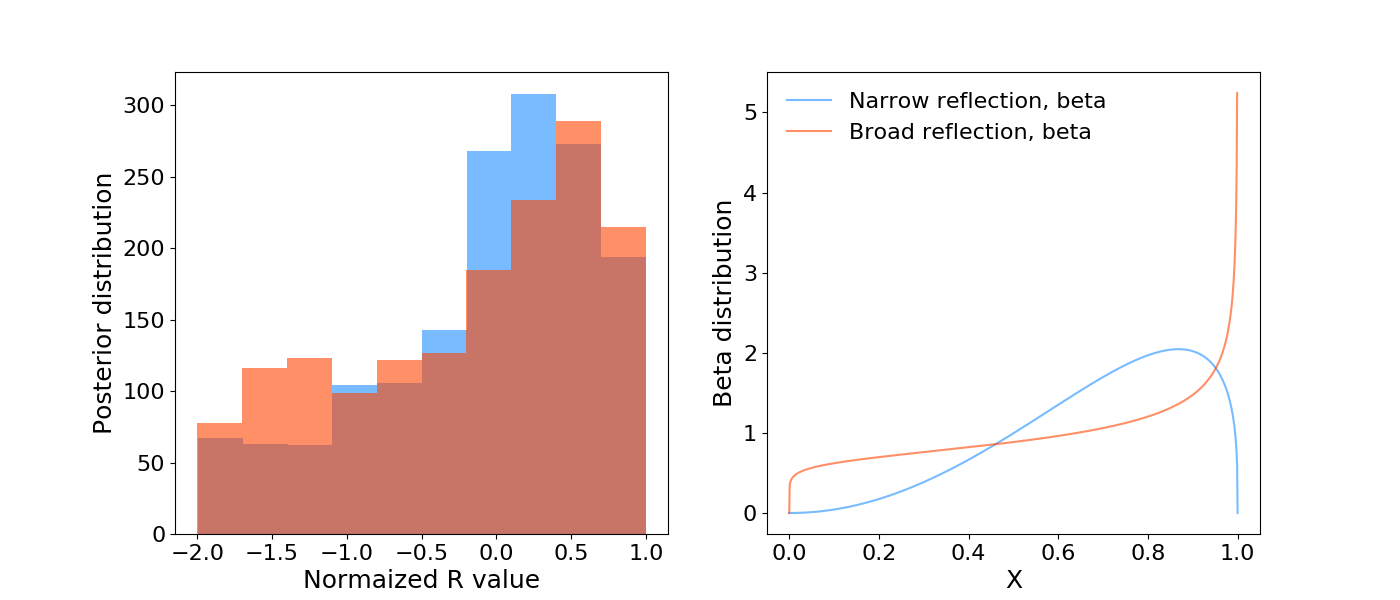 Posterior distribution
300
250
200
150
100
50
0
−2.0 −1.5 −1.0 −0.5 0.0 0.5 1.0
Normaized R value
Beta distribution
5
4
3
2
1
0
Narrow reflection, beta
Broad reflection, beta
0.0 0.2 0.4 0.6 0.8 1.0
X